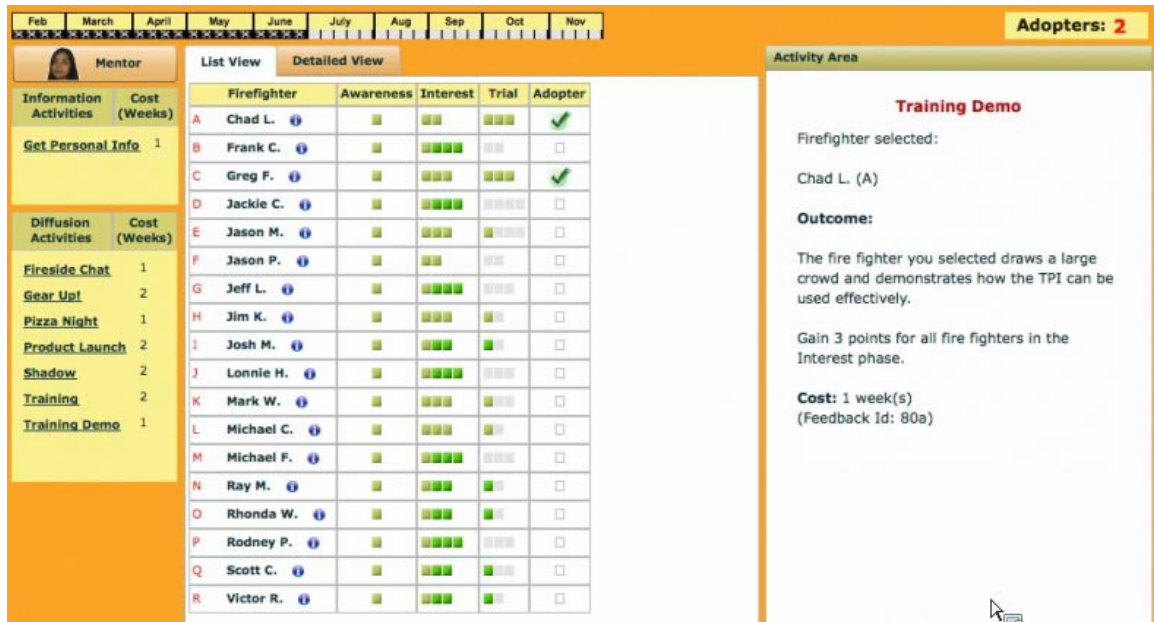 Feb March April May June July Aug Sep Oct Nov
Adopters: 2
Mentor
Information Activities Cost (Weeks)
Get Personal Info 1
Diffusion Activities Cost (Weeks)
Fireside Chat 1
Gear Up! 2
Pizza Night 1
Product Launch 2
Shadow 2
Training 2
Training Demo 1
List View Detailed View
Firefighter Awareness Interest Trial Adopter
A Chad L.
B Frank C.
C Greg F.
D Jackie C.
E Jason M.
F Jason P.
G Jeff L.
H Jim K.
I Josh M.
J Lonnie H.
K Mark W.
L Michael C.
M Michael F.
N Ray M.
O Rhonda W.
P Rodney P.
Q Scott C.
R Victor R.
Activity Area
Training Demo
Firefighter selected:
Chad L. (A)
Outcome:
The fire fighter you selected draws a large
crowd and demonstrates how the TPI can be
used effectively.
Gain 3 points for all fire fighters in the
Interest phase.
Cost: 1 week(s)
(Feedback Id: 80a)